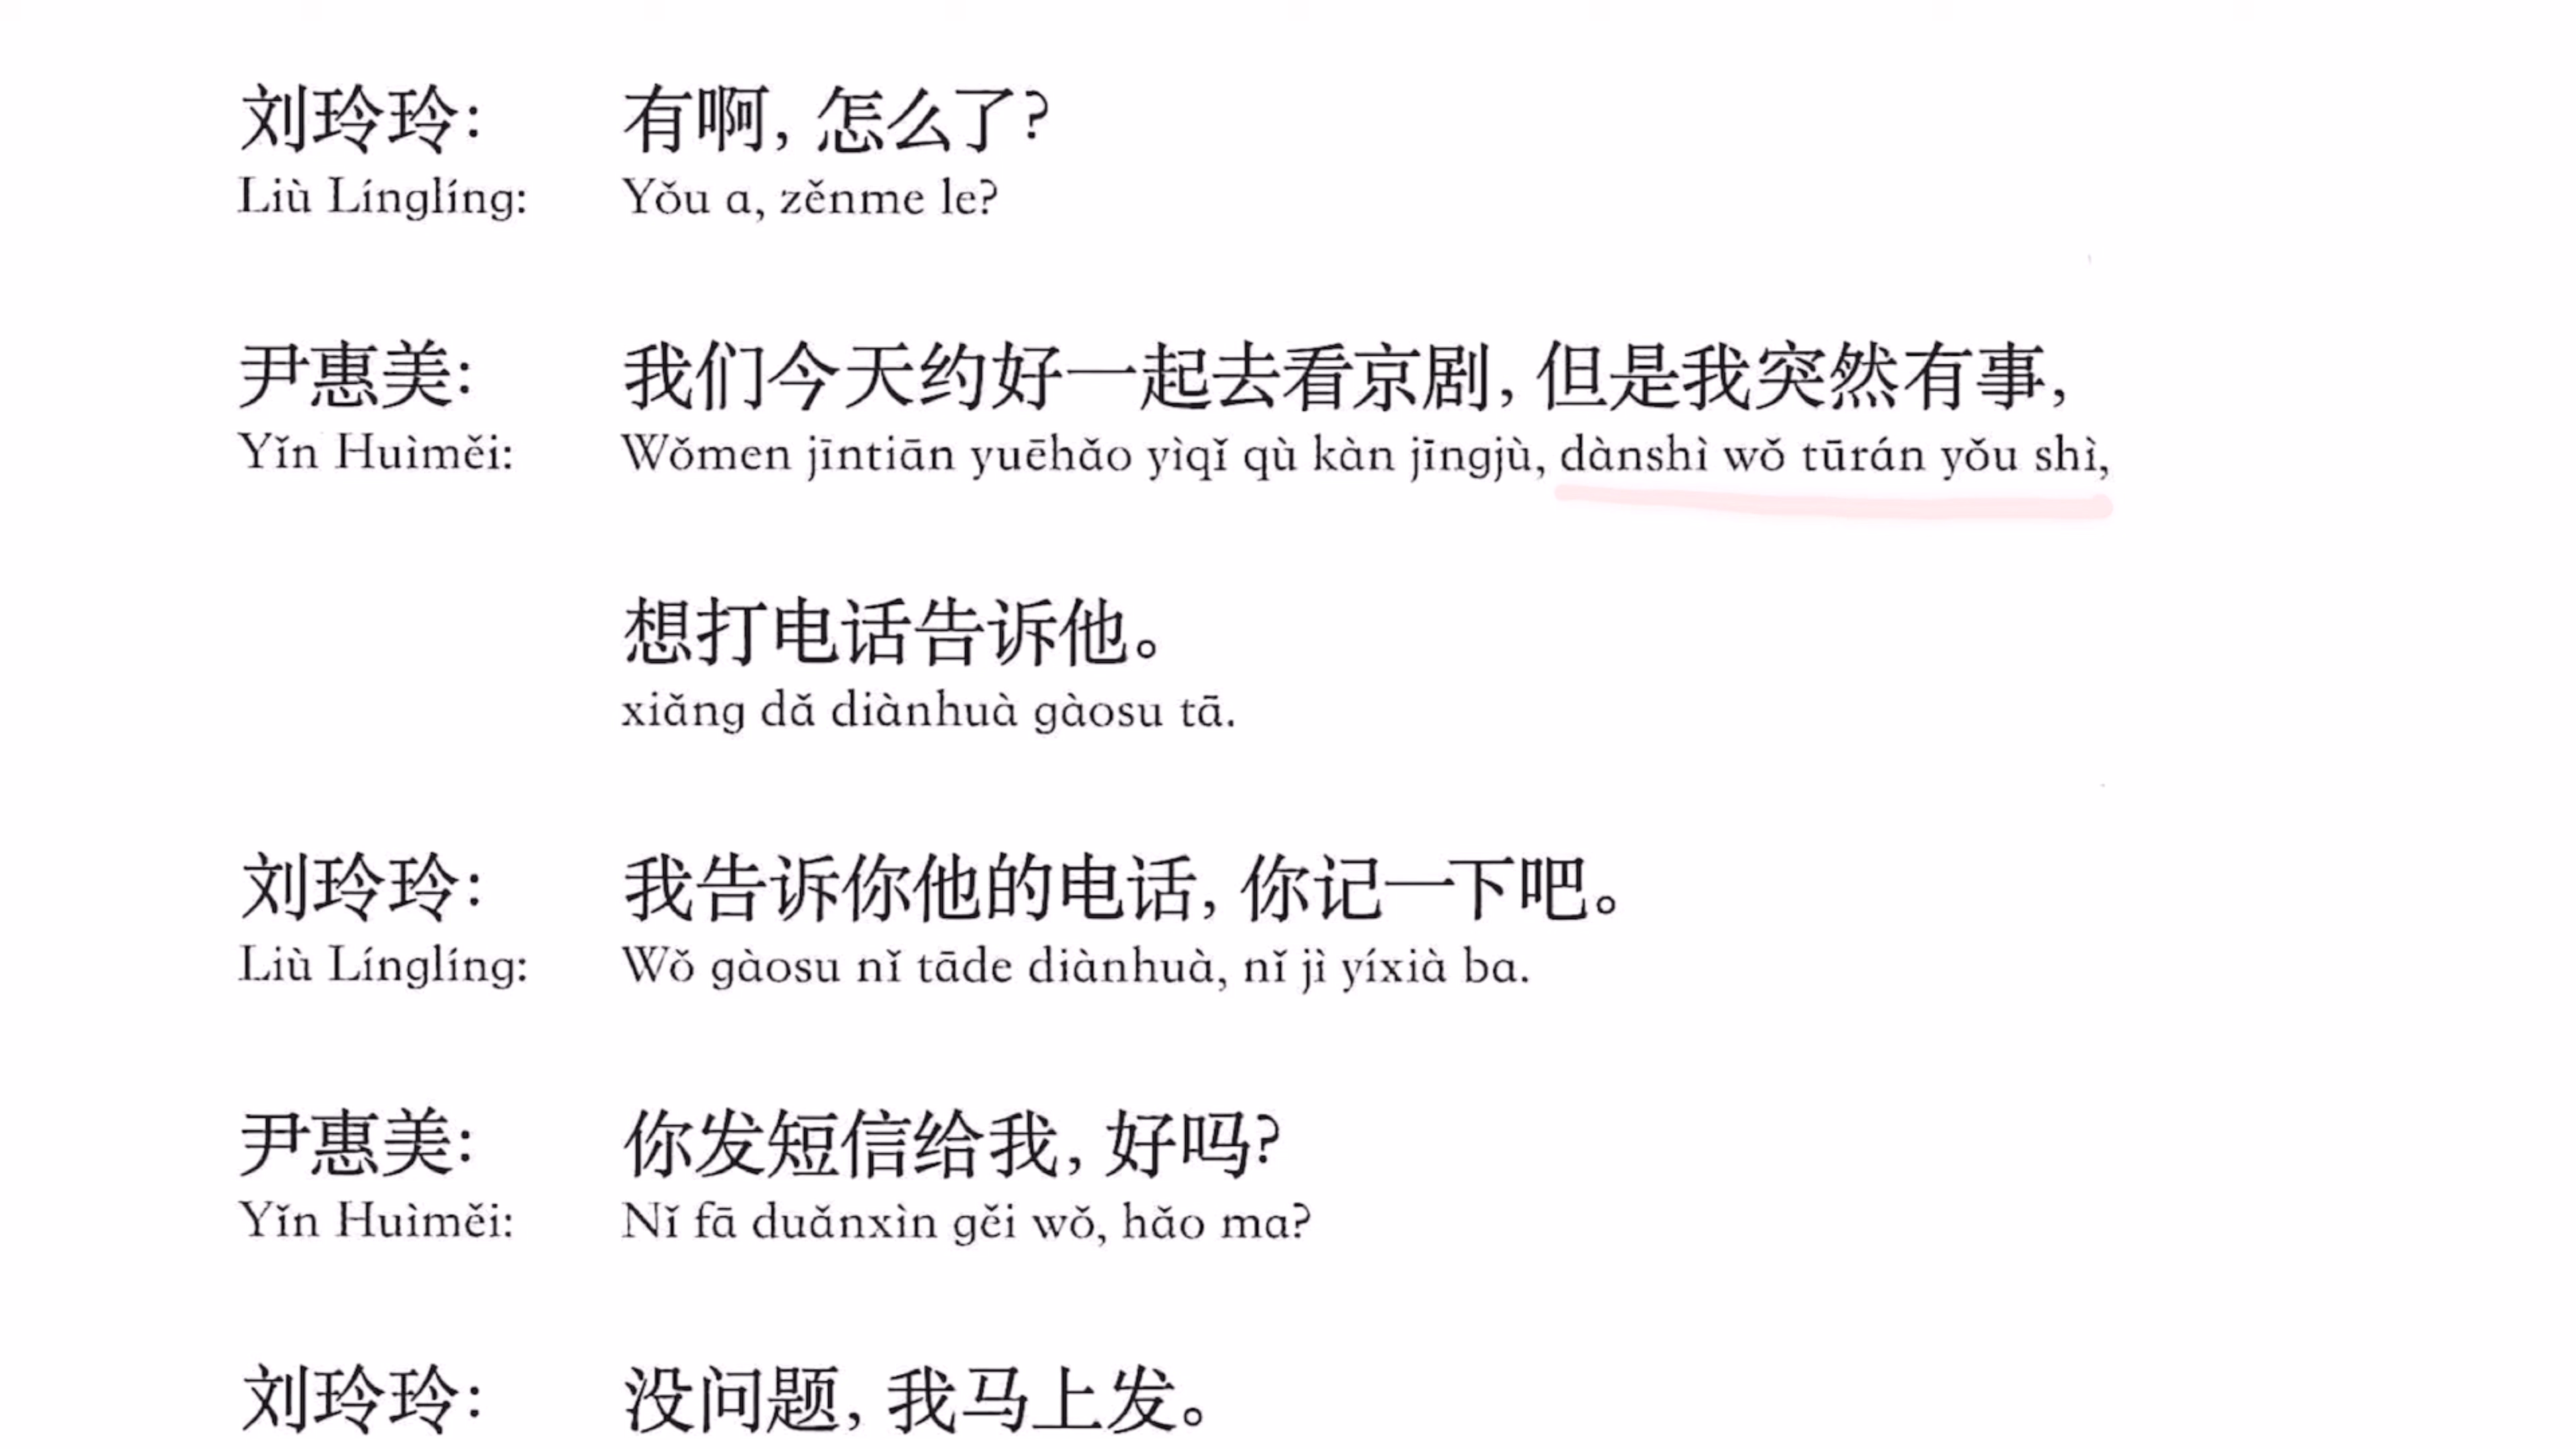 刘玲玲: 有啊, 怎么了?
Liù Línglíng: Yǒu a, zěnme le?
尹惠美: 我们今天约好一起去看京剧, 但是我突然有事,
Yǐn Huìměi: Wǒmen jīntiān yuēhǎo yìqǐ qù kàn jīngjù, dànshì wǒ tūrán yǒu shì,
想打电话告诉他。
xiǎng dǎ diànhuà gàosu tā.
刘玲玲: 我告诉你他的电话, 你记一下吧。
Liù Línglíng: Wǒ gàosu nǐ tāde diànhuà, nǐ jì yíxià ba.
尹惠美: 你发短信给我, 好吗?
Yǐn Huìměi: Nǐ fā duǎnxìn gěi wǒ, hǎo ma?
刘玲玲: 没问题, 我马上发。